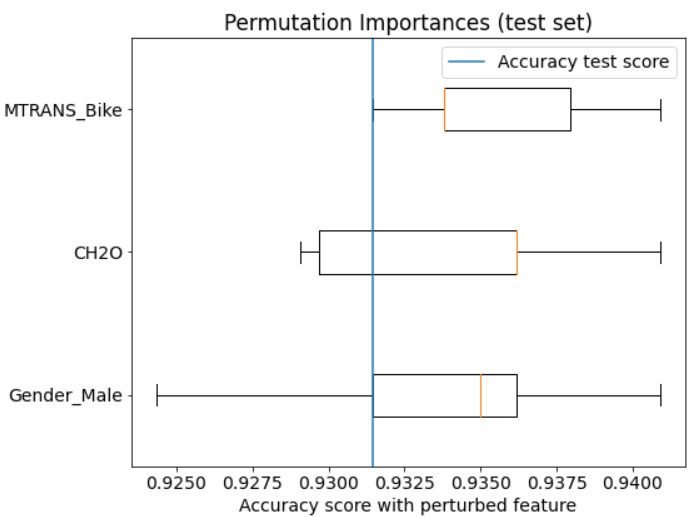 Permutation Importances (test set)
Accuracy test score
MTRANS_Bike
CH2O
Gender_Male
0.9250 0.9275 0.9300 0.9325 0.9350 0.9375 0.9400
Accuracy score with perturbed feature